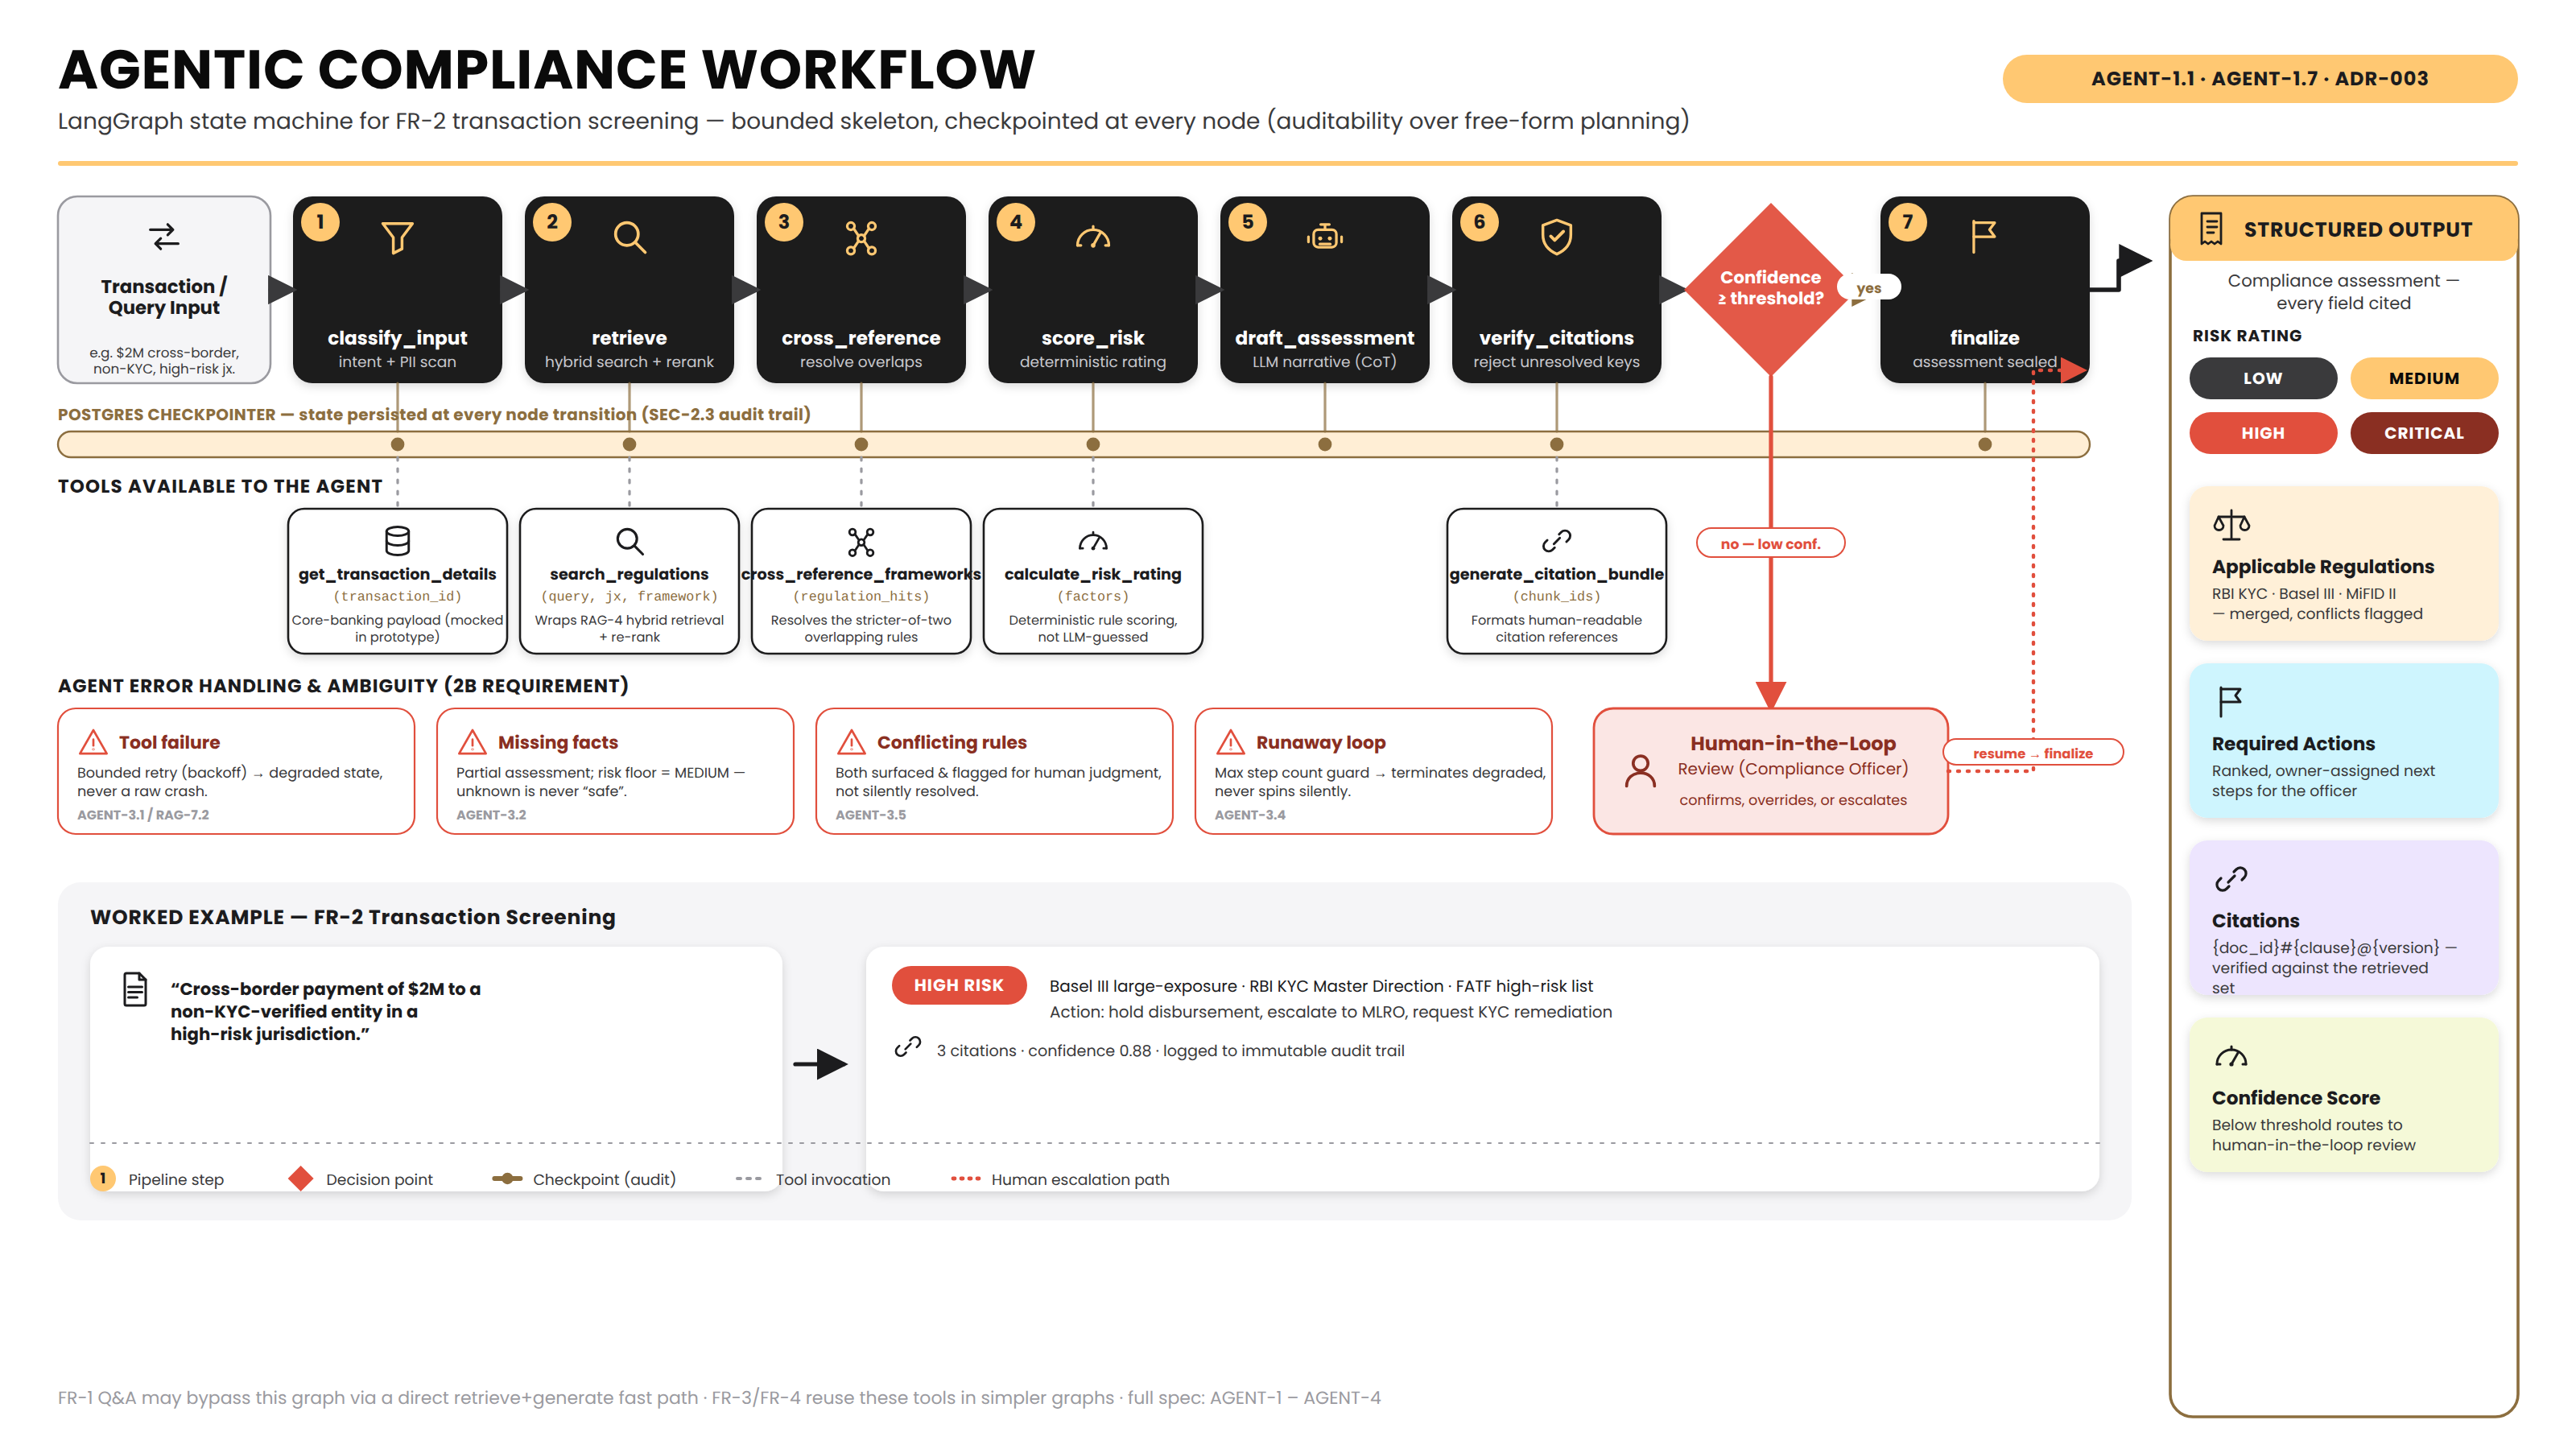 AGENTIC COMPLIANCE WORKFLOW
AGENT-1.1 · AGENT-1.7 · ADR-003
LangGraph state machine for FR-2 transaction screening — bounded skeleton, checkpointed at every node (auditability over free-form planning)
Transaction /
Query Input
e.g. $2M cross-border,
non-KYC, high-risk jx.
1
classify_input
intent + PII scan
2
retrieve
hybrid search + rerank
3
cross_reference
resolve overlaps
4
score_risk
deterministic rating
5
draft_assessment
LLM narrative (CoT)
6
verify_citations
reject unresolved keys
Confidence
≥ threshold?
yes
7
finalize
assessment sealed
POSTGRES CHECKPOINTER — state persisted at every node transition (SEC-2.3 audit trail)
TOOLS AVAILABLE TO THE AGENT
get_transaction_details
(transaction_id)
Core-banking payload (mocked
in prototype)
search_regulations
(query, jx, framework)
Wraps RAG-4 hybrid retrieval
+ re-rank
cross_reference_frameworks
(regulation_hits)
Resolves the stricter-of-two
overlapping rules
calculate_risk_rating
(factors)
Deterministic rule scoring,
not LLM-guessed
generate_citation_bundle
(chunk_ids)
Formats human-readable
citation references
no — low conf.
AGENT ERROR HANDLING & AMBIGUITY (2B REQUIREMENT)
Tool failure
Bounded retry (backoff) → degraded state,
never a raw crash.
AGENT-3.1 / RAG-7.2
Missing facts
Partial assessment; risk floor = MEDIUM —
unknown is never “safe”.
AGENT-3.2
Conflicting rules
Both surfaced & flagged for human judgment,
not silently resolved.
AGENT-3.5
Runaway loop
Max step count guard → terminates degraded,
never spins silently.
AGENT-3.4
Human-in-the-Loop
Review (Compliance Officer)
confirms, overrides, or escalates
resume → finalize
WORKED EXAMPLE — FR-2 Transaction Screening
“Cross-border payment of $2M to a
non-KYC-verified entity in a
high-risk jurisdiction.”
HIGH RISK
Basel III large-exposure · RBI KYC Master Direction · FATF high-risk list
Action: hold disbursement, escalate to MLRO, request KYC remediation
3 citations · confidence 0.88 · logged to immutable audit trail
1 Pipeline step
Decision point
Checkpoint (audit)
Tool invocation
Human escalation path
STRUCTURED OUTPUT
Compliance assessment —
every field cited
RISK RATING
LOW
MEDIUM
HIGH
CRITICAL
Applicable Regulations
RBI KYC · Basel III · MiFID II
— merged, conflicts flagged
Required Actions
Ranked, owner-assigned next
steps for the officer
Citations
{doc_id}#{clause}@{version} —
verified against the retrieved
set
Confidence Score
Below threshold routes to
human-in-the-loop review
FR-1 Q&A may bypass this graph via a direct retrieve+generate fast path · FR-3/FR-4 reuse these tools in simpler graphs · full spec: AGENT-1 – AGENT-4